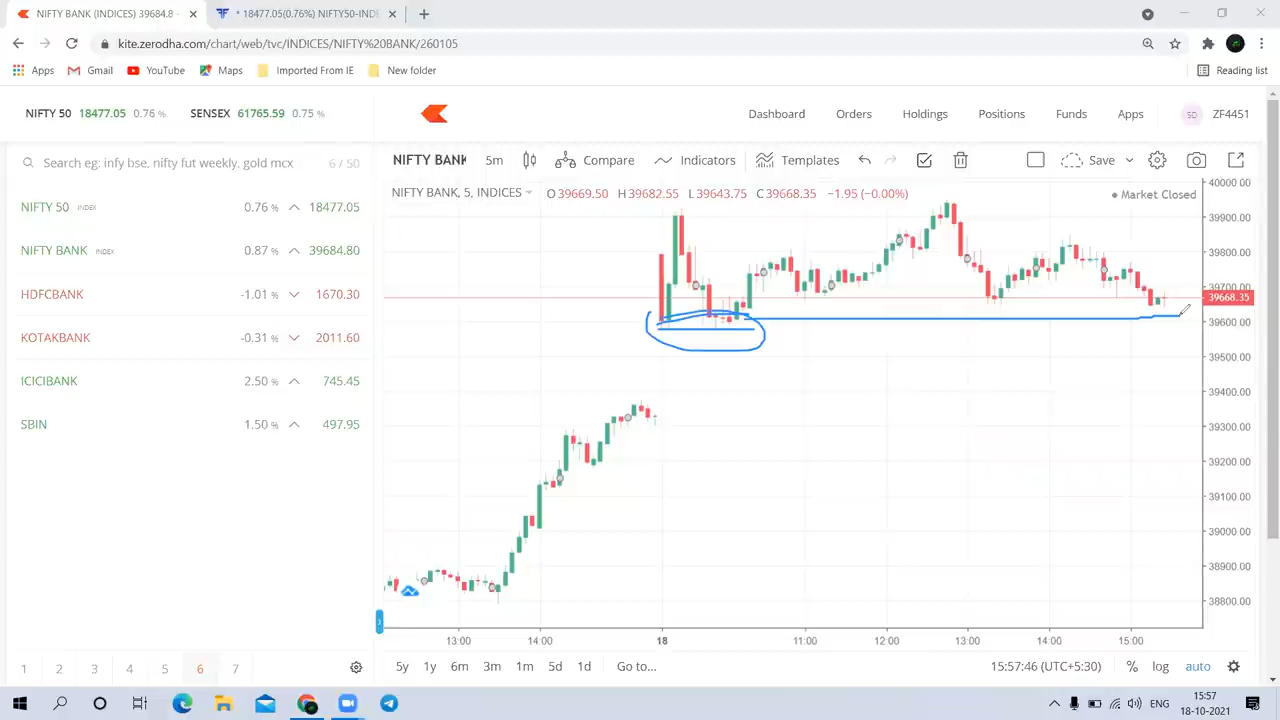 NIFTY BANK (INDICES) 39684.8
* 18477.05(0.76%) NIFTY50-INDE
kite.zerodha.com/chart/web/tvc/INDICES/NIFTY%20BANK/260105
Apps Gmail YouTube Maps Imported From IE New folder Reading list
NIFTY 50 18477.05 0.76 % SENSEX 61765.59 0.75 %
Dashboard Orders Holdings Positions Funds Apps SD ZF4451
Search eg: infy bse, nifty fut weekly, gold mcx 6 / 50
NIFTY BANK 5m Compare Indicators Templates Save
NIFTY BANK, 5, INDICES O39669.50 H39682.55 L39643.75 C39668.35 −1.95 (−0.00%)
Market Closed
NIFTY 50 INDEX 0.76 % 18477.05
NIFTY BANK INDEX 0.87 % 39684.80
HDFCBANK -1.01 % 1670.30
KOTAKBANK -0.31 % 2011.60
ICICIBANK 2.50 % 745.45
SBIN 1.50 % 497.95
40000.00
39900.00
39800.00
39700.00
39668.35
39600.00
39500.00
39400.00
39300.00
39200.00
39100.00
39000.00
38900.00
38800.00
13:00 14:00 18 11:00 12:00 13:00 14:00 15:00
1 2 3 4 5 6 7
5y 1y 6m 3m 1m 5d 1d Go to... 15:57:46 (UTC+5:30) % log auto
ENG
15:57
18-10-2021